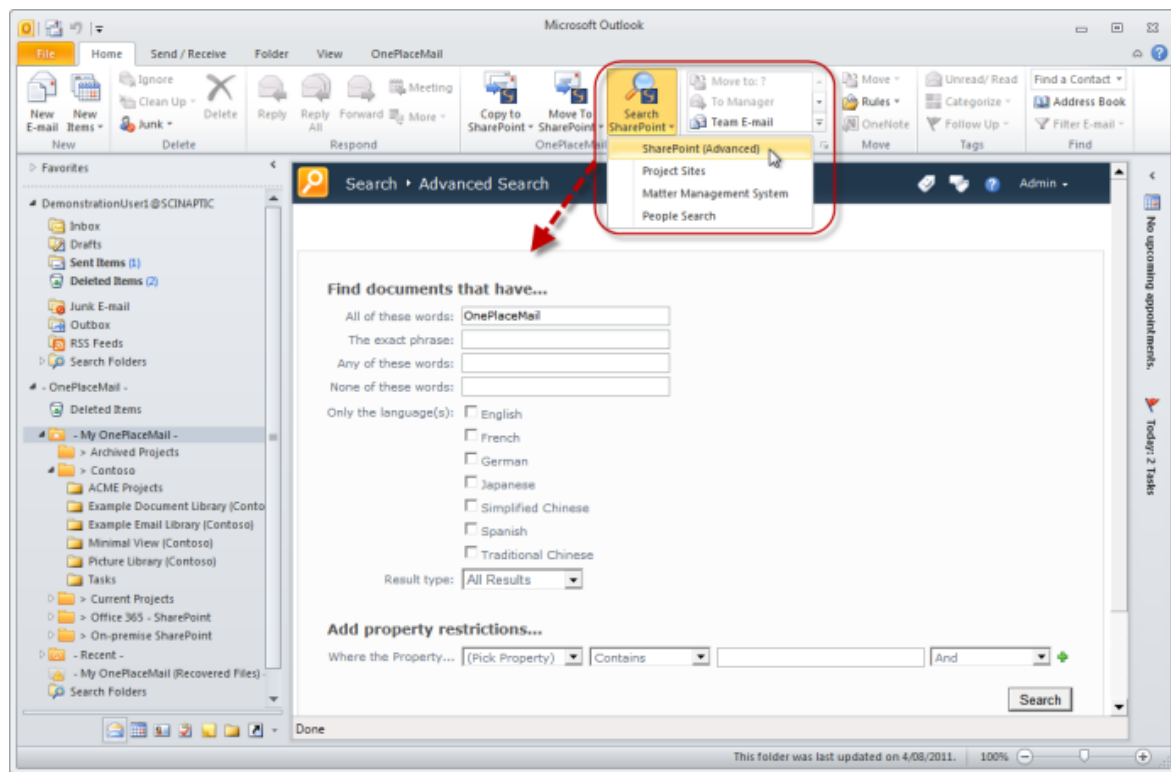 Microsoft Outlook
File Home Send / Receive Folder View OnePlaceMail
New E-mail
New Items
New
Ignore
Clean Up
Junk
Delete
Delete
Reply
Reply All
Forward
Meeting
More
Respond
Copy to SharePoint
Move To SharePoint
Search SharePoint
OnePlaceMail
Move to: ?
To Manager
Team E-mail
Move
Rules
OneNote
Move
Unread/ Read
Categorize
Follow Up
Tags
Find a Contact
Address Book
Filter E-mail
Find
SharePoint (Advanced)
Project Sites
Matter Management System
People Search
Favorites
DemonstrationUser1@SCINAPTIC
Inbox
Drafts
Sent Items (1)
Deleted Items (2)
Junk E-mail
Outbox
RSS Feeds
Search Folders
- OnePlaceMail -
Deleted Items
- My OnePlaceMail -
> Archived Projects
> Contoso
ACME Projects
Example Document Library (Conto
Example Email Library (Contoso)
Minimal View (Contoso)
Picture Library (Contoso)
Tasks
> Current Projects
> Office 365 - SharePoint
> On-premise SharePoint
- Recent -
- My OnePlaceMail (Recovered Files) -
Search Folders
Search Advanced Search
Admin
Find documents that have...
All of these words: OnePlaceMail
The exact phrase:
Any of these words:
None of these words:
Only the language(s): English
French
German
Japanese
Simplified Chinese
Spanish
Traditional Chinese
Result type: All Results
Add property restrictions...
Where the Property... (Pick Property) Contains And
Search
Done
No upcoming appointments.
Today: 2 Tasks
This folder was last updated on 4/08/2011. 100%